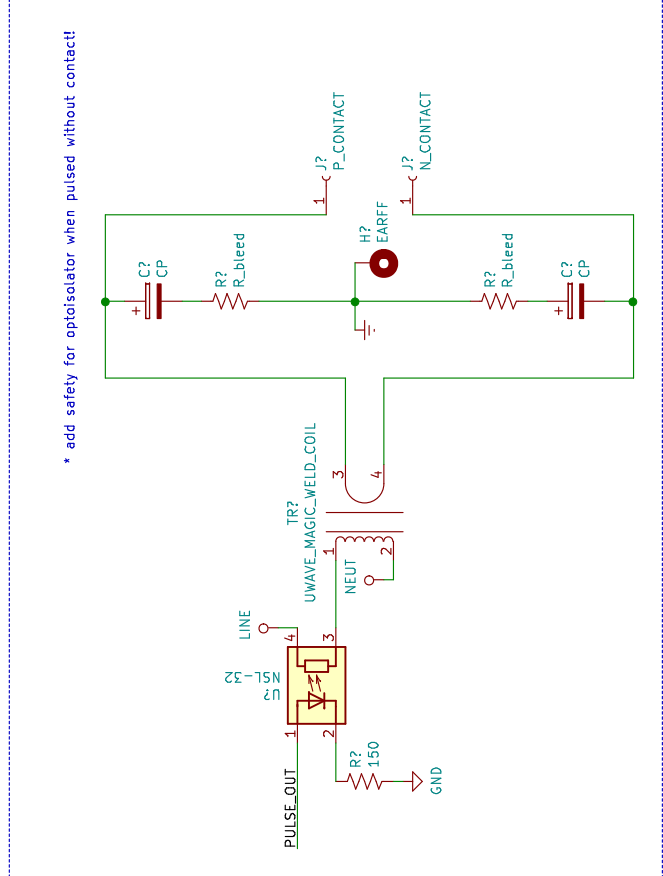 * add safety for optoisolator when pulsed without contact!
J?
P_CONTACT
1
J?
N_CONTACT
1
H?
EARFF
C?
CP
+
R?
R_bleed
R?
R_bleed
C?
CP
+
TR?
UWAVE_MAGIC_WELD_COIL
3
4
1
2
NEUT
LINE
4
3
U?
NSL-32
1
2
R?
150
GND
PULSE_OUT